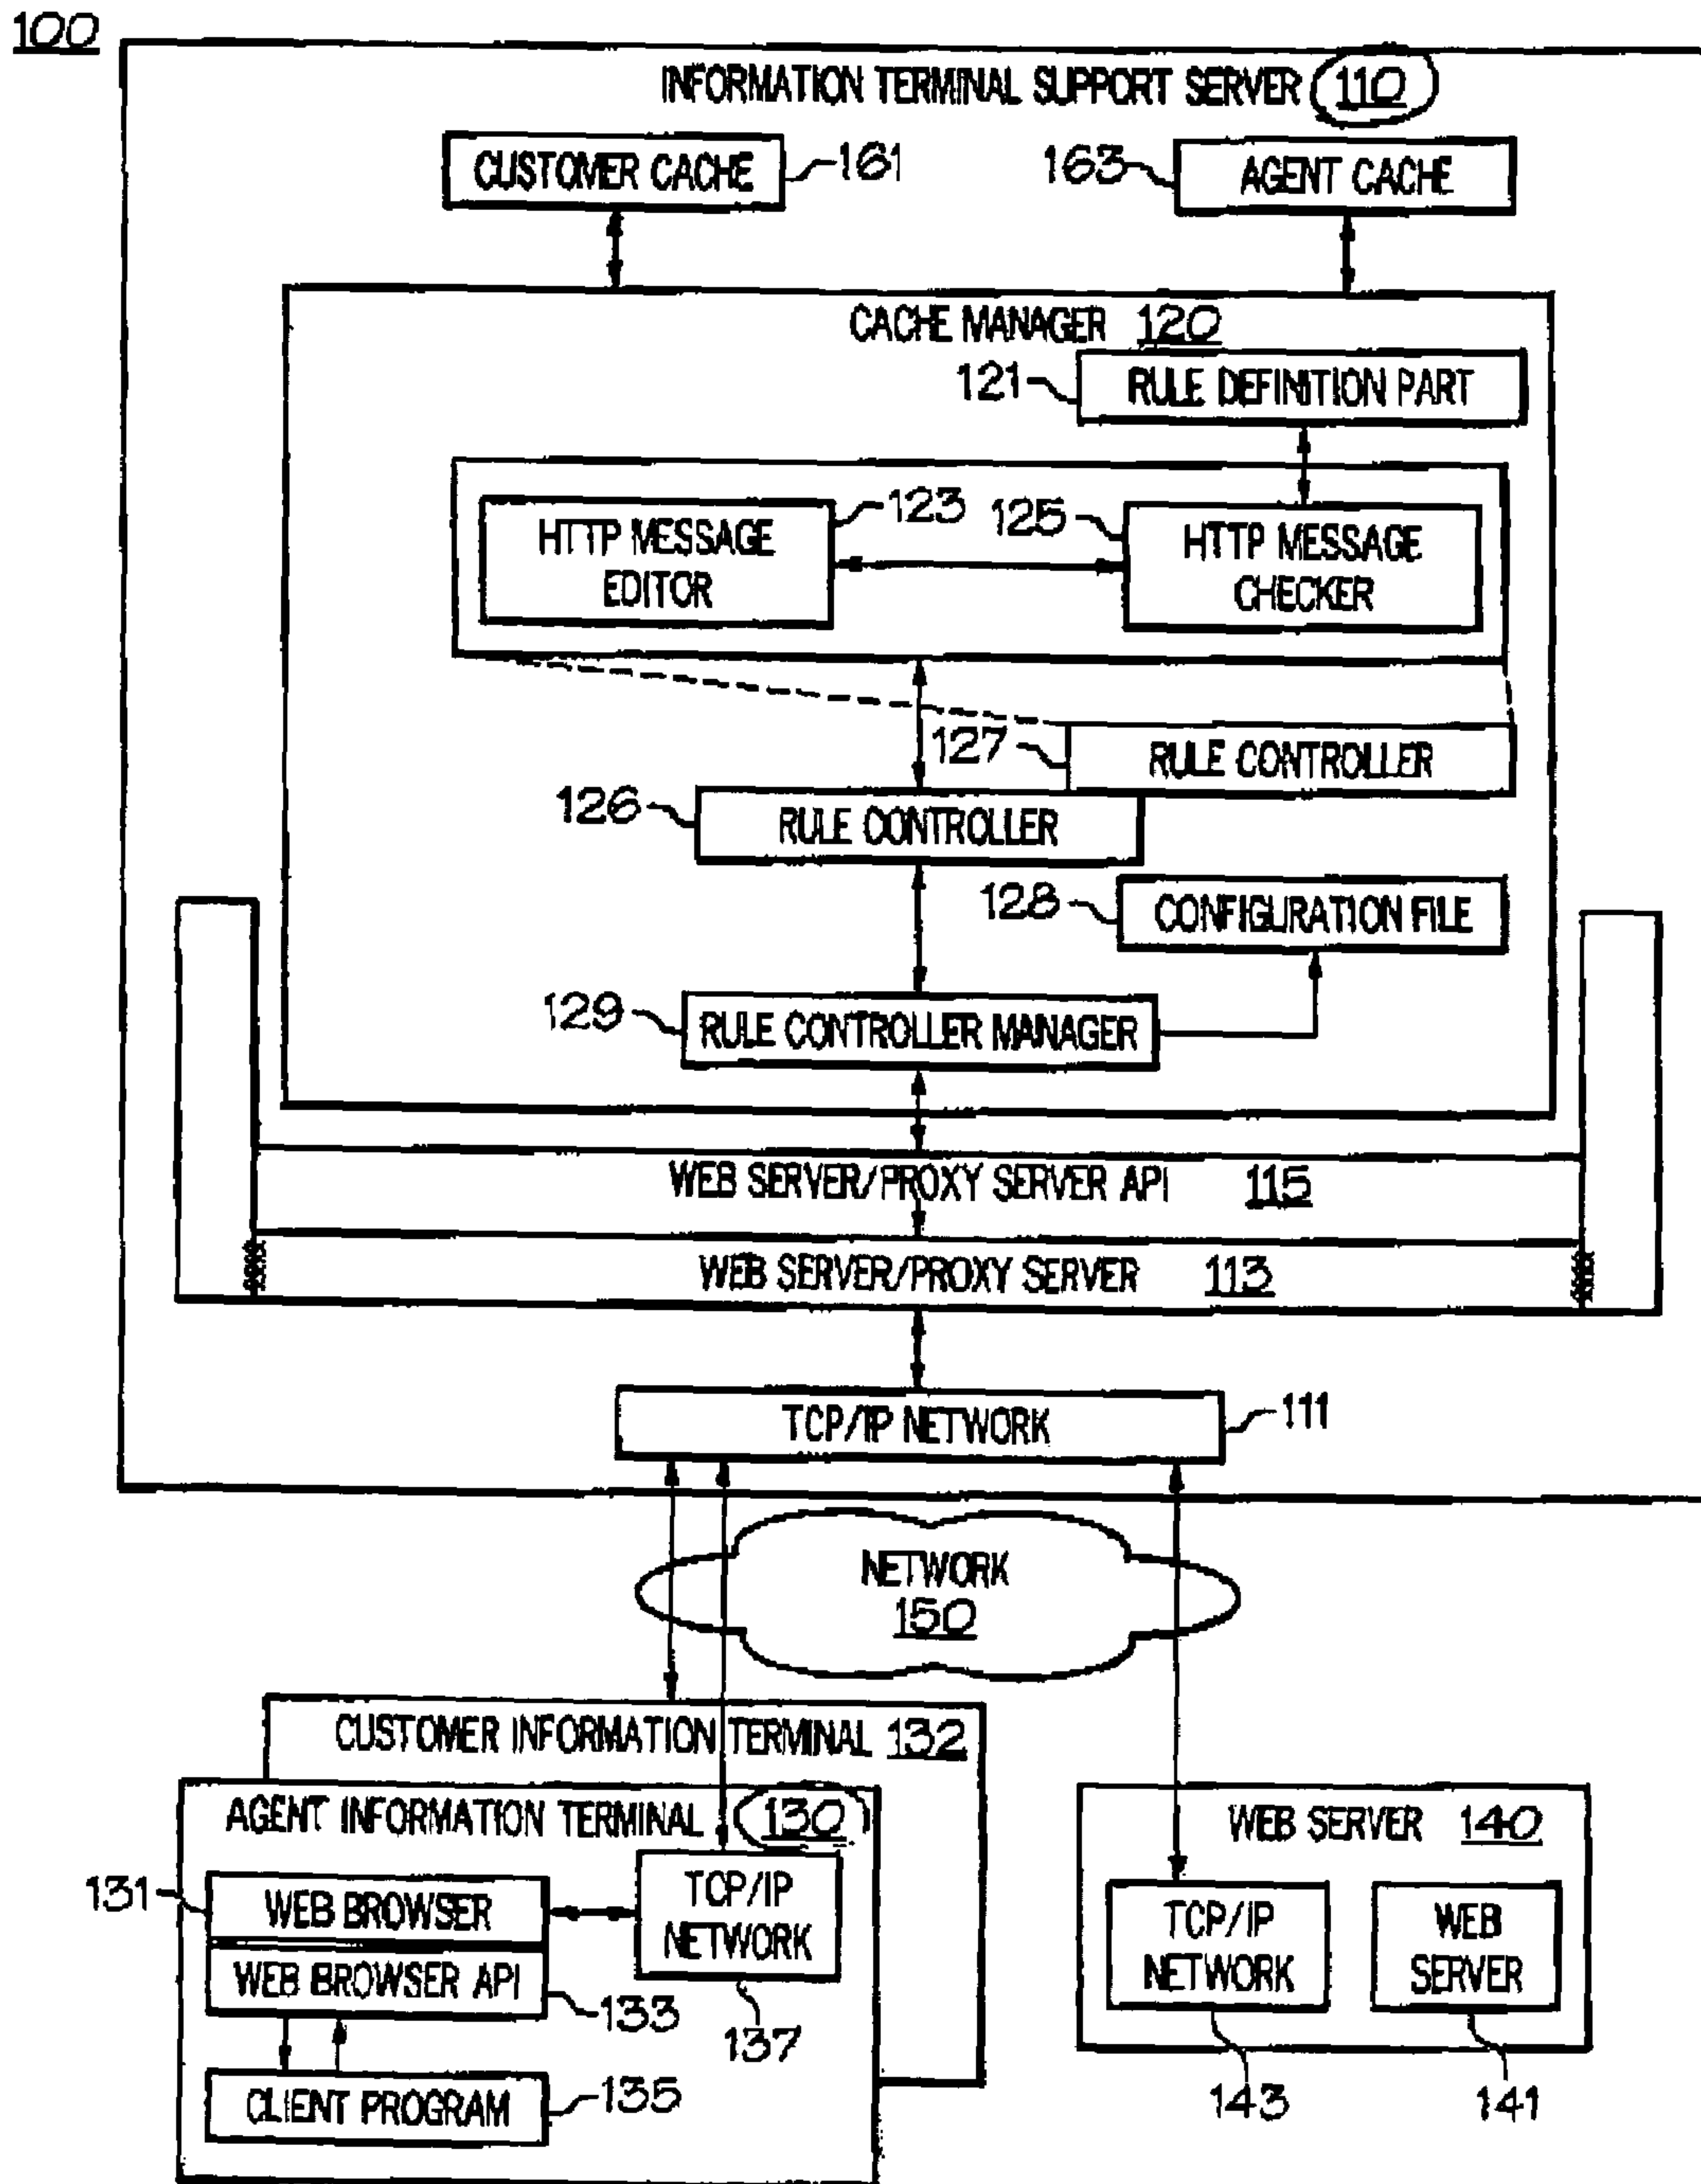 100
INFORMATION TERMINAL SUPPORT SERVER 110
CUSTOMER CACHE
161
163
AGENT CACHE
CACHE MANAGER 120
121
RULE DEFINITION PART
123
125
HTTP MESSAGE
EDITOR
HTTP MESSAGE
CHECKER
127
RULE CONTROLLER
126
RULE CONTROLLER
128
CONFIGURATION FILE
129
RULE CONTROLLER MANAGER
WEB SERVER/PROXY SERVER API 115
WEB SERVER/PROXY SERVER 113
TCP/IP NETWORK
111
NETWORK
150
CUSTOMER INFORMATION TERMINAL 132
AGENT INFORMATION TERMINAL 130
131
WEB BROWSER
TCP/IP
NETWORK
WEB BROWSER API
133
137
CLIENT PROGRAM
135
WEB SERVER 140
TCP/IP
NETWORK
WEB
SERVER
143
141